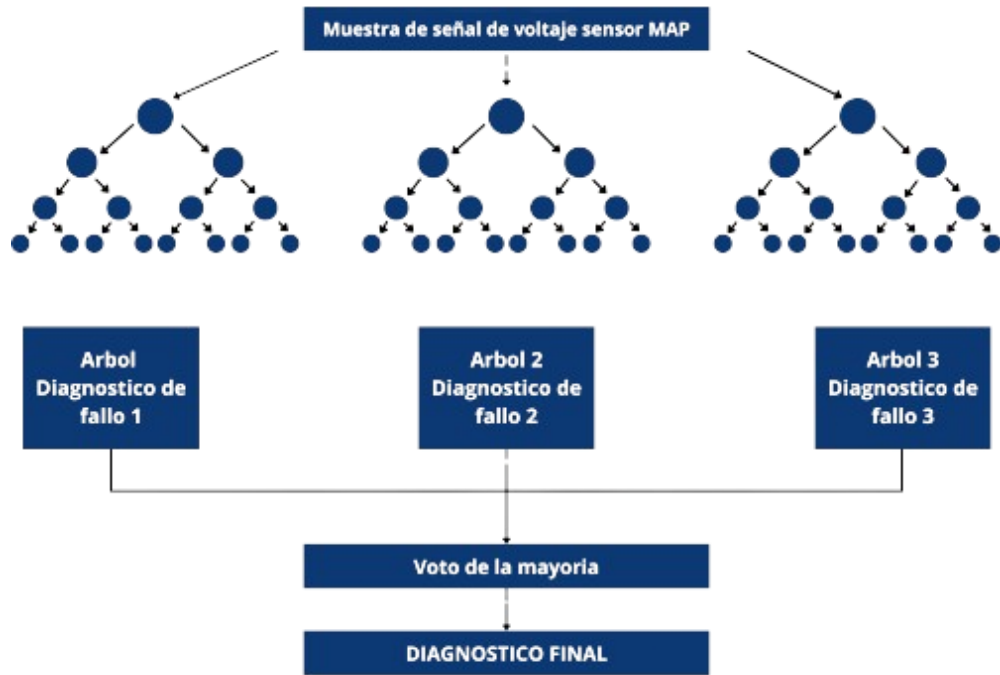 Muestra de señal de voltaje sensor MAP
Arbol
Diagnostico de
fallo 1
Arbol 2
Diagnostico de
fallo 2
Arbol 3
Diagnostico de
fallo 3
Voto de la mayoria
DIAGNOSTICO FINAL